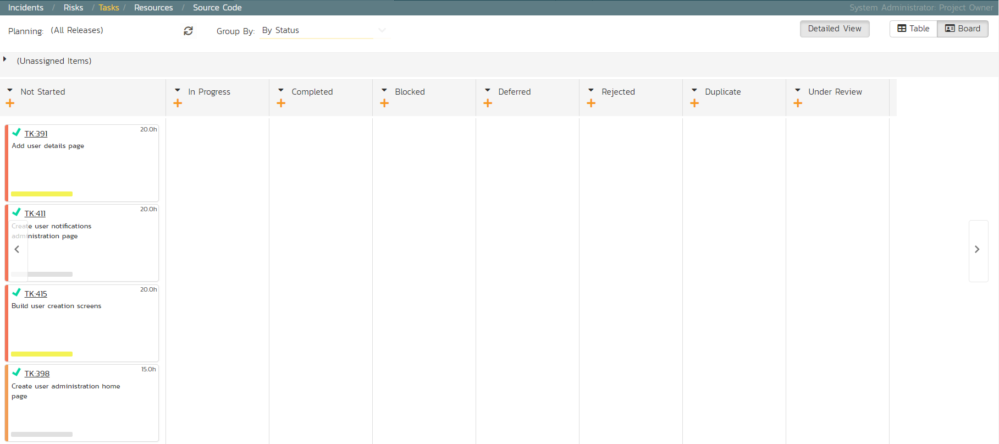 Incidents / Risks / Tasks / Resources / Source Code System Administrator: Project Owner
Planning: (All Releases) Group By: By Status Detailed View Table Board
(Unassigned Items)
Not Started In Progress Completed Blocked Deferred Rejected Duplicate Under Review
TK:391 20.0h
Add user details page
TK:411 20.0h
Create user notifications
administration page
TK:415 20.0h
Build user creation screens
TK:398 15.0h
Create user administration home
page